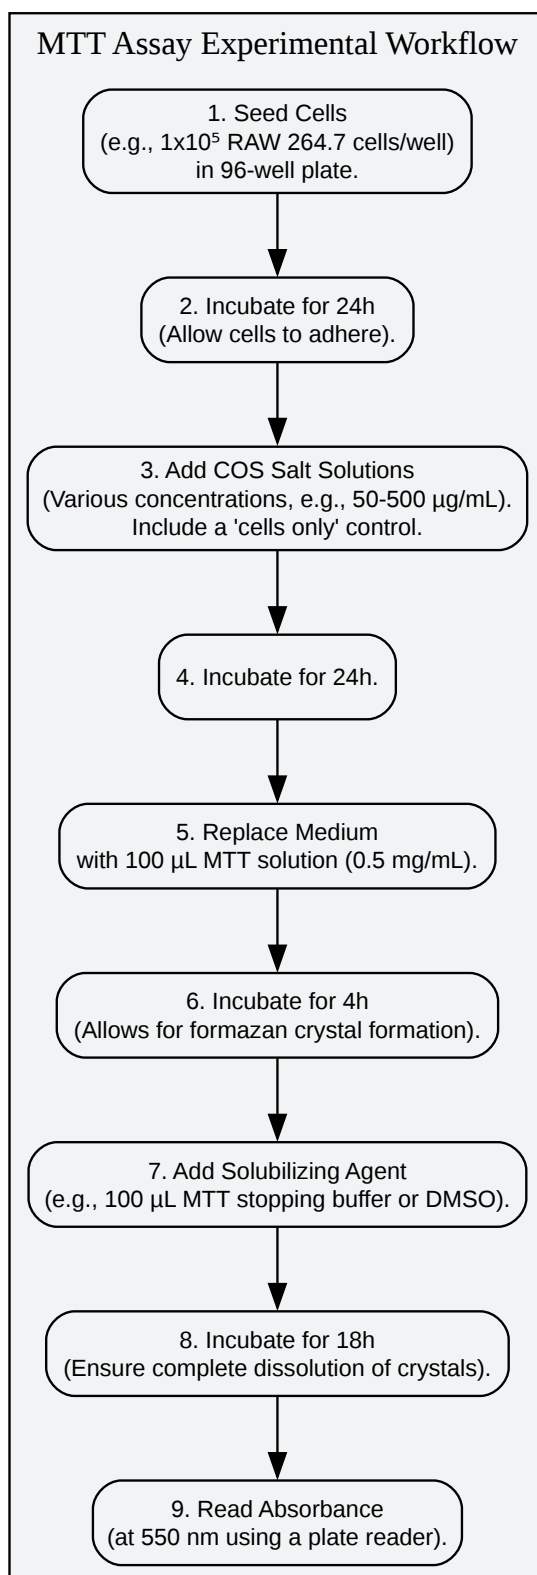 MTT Assay Experimental Workflow
1. Seed Cells
(e.g., 1x10⁵ RAW 264.7 cells/well)
in 96-well plate.
2. Incubate for 24h
(Allow cells to adhere).
3. Add COS Salt Solutions
(Various concentrations, e.g., 50-500 µg/mL).
Include a 'cells only' control.
4. Incubate for 24h.
5. Replace Medium
with 100 µL MTT solution (0.5 mg/mL).
6. Incubate for 4h
(Allows for formazan crystal formation).
7. Add Solubilizing Agent
(e.g., 100 µL MTT stopping buffer or DMSO).
8. Incubate for 18h
(Ensure complete dissolution of crystals).
9. Read Absorbance
(at 550 nm using a plate reader).